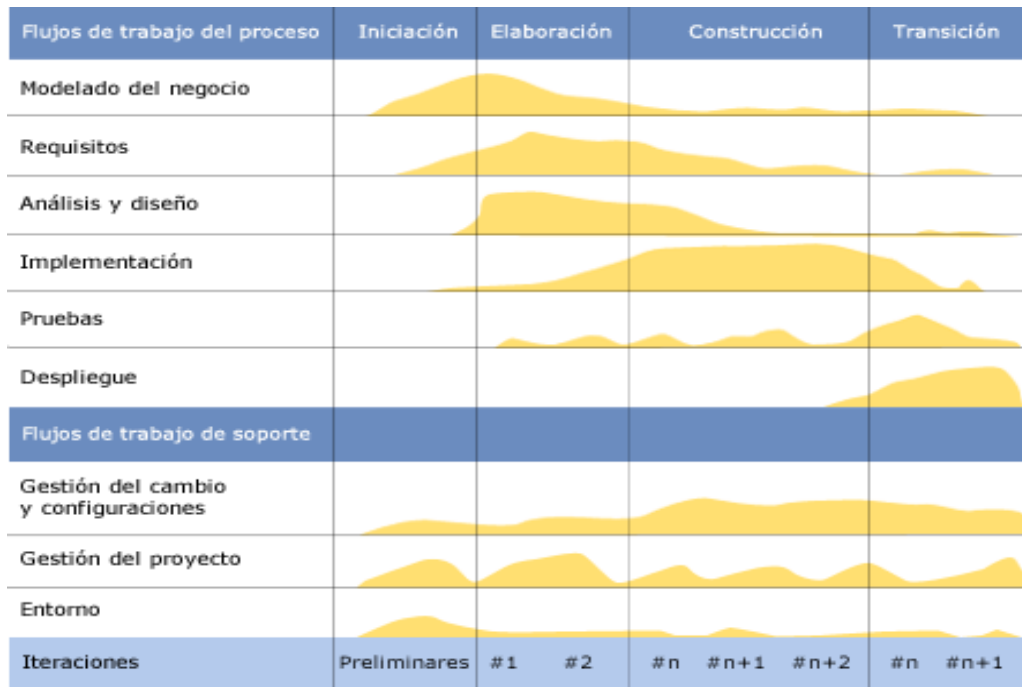 Flujos de trabajo del proceso Iniciación Elaboración Construcción Transición
Modelado del negocio
Requisitos
Análisis y diseño
Implementación
Pruebas
Despliegue
Flujos de trabajo de soporte
Gestión del cambio
y configuraciones
Gestión del proyecto
Entorno
Iteraciones Preliminares #1 #2 #n #n+1 #n+2 #n #n+1